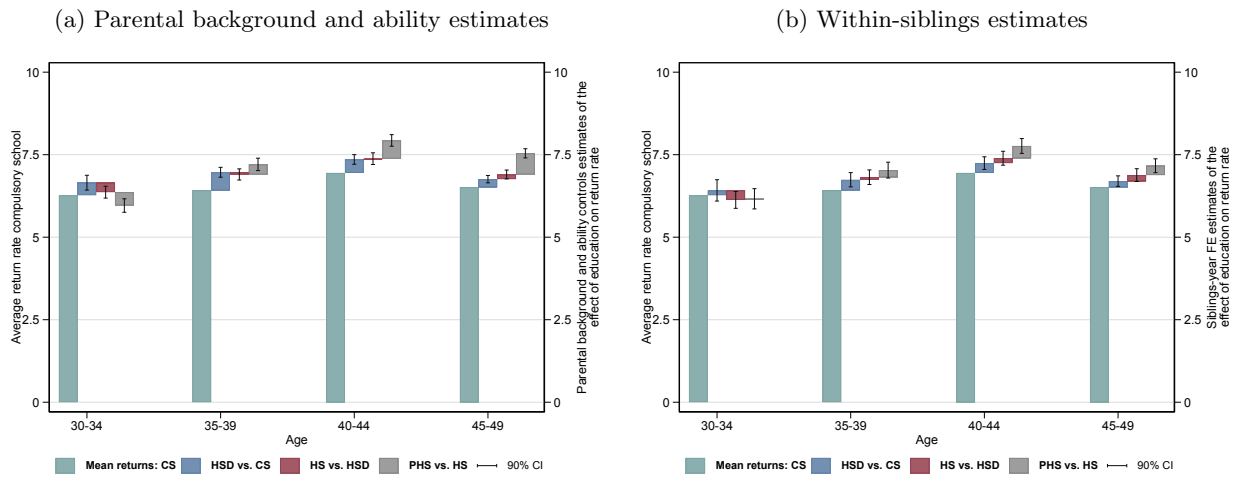 (a) Parental background and ability estimates
10
7.5
5
2.5
0
Average return rate compulsory school
10
7.5
5
2.5
0
Parental background and ability controls estimates of the
effect of education on return rate
30-34
35-39
40-44
45-49
Age
Mean returns: CS
HSD vs. CS
HS vs. HSD
PHS vs. HS
90% CI
(b) Within-siblings estimates
10
7.5
5
2.5
0
Average return rate compulsory school
10
7.5
5
2.5
0
Siblings-year FE estimates of the
effect of education on return rate
30-34
35-39
40-44
45-49
Age
Mean returns: CS
HSD vs. CS
HS vs. HSD
PHS vs. HS
90% CI